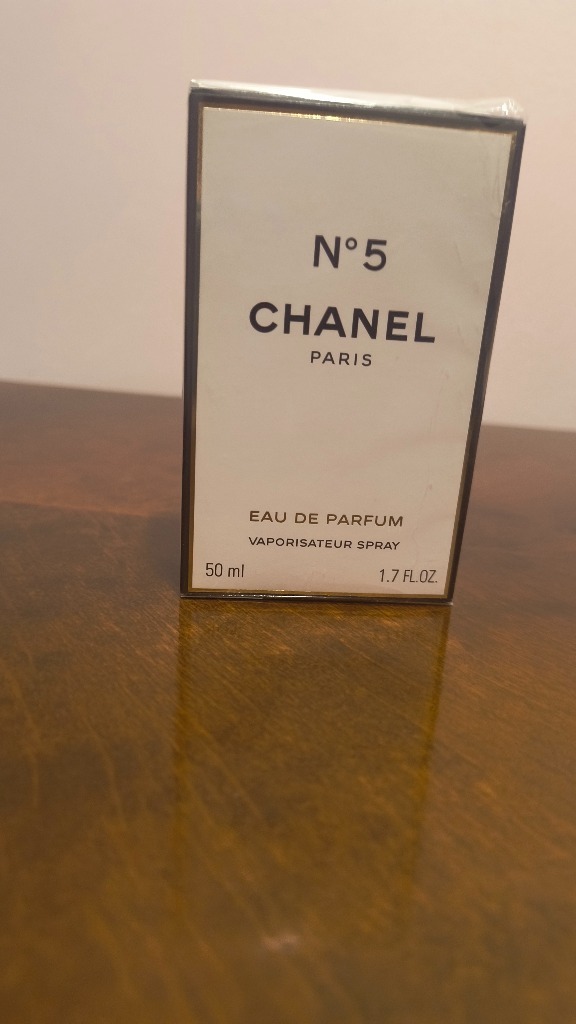 N°5
CHANEL
PARIS
EAU DE PARFUM
VAPORISATEUR SPRAY
50 ml 1.7 FL.OZ.